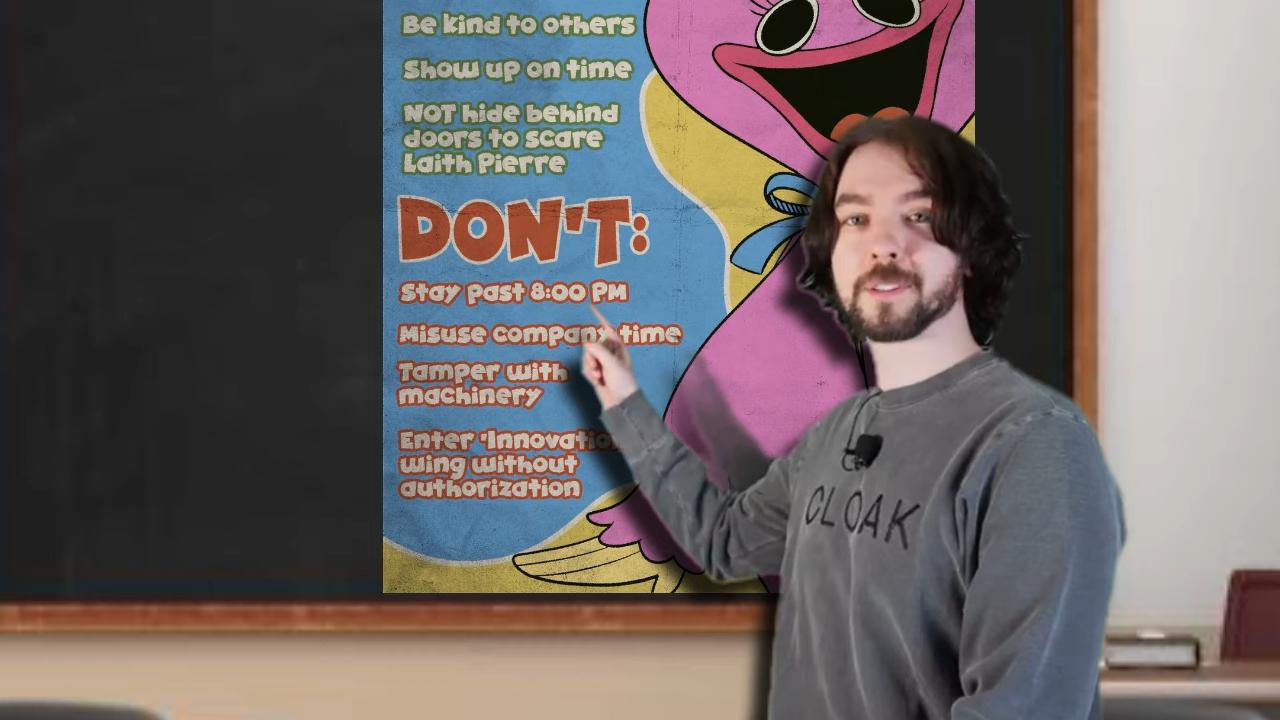 Be kind to others
Show up on time
NOT hide behind
doors to scare
Laith Pierre
DON'T:
Stay past 8:00 PM
Misuse company time
Tamper with
machinery
Enter 'Innovatio
wing without
authorization
CLOAK